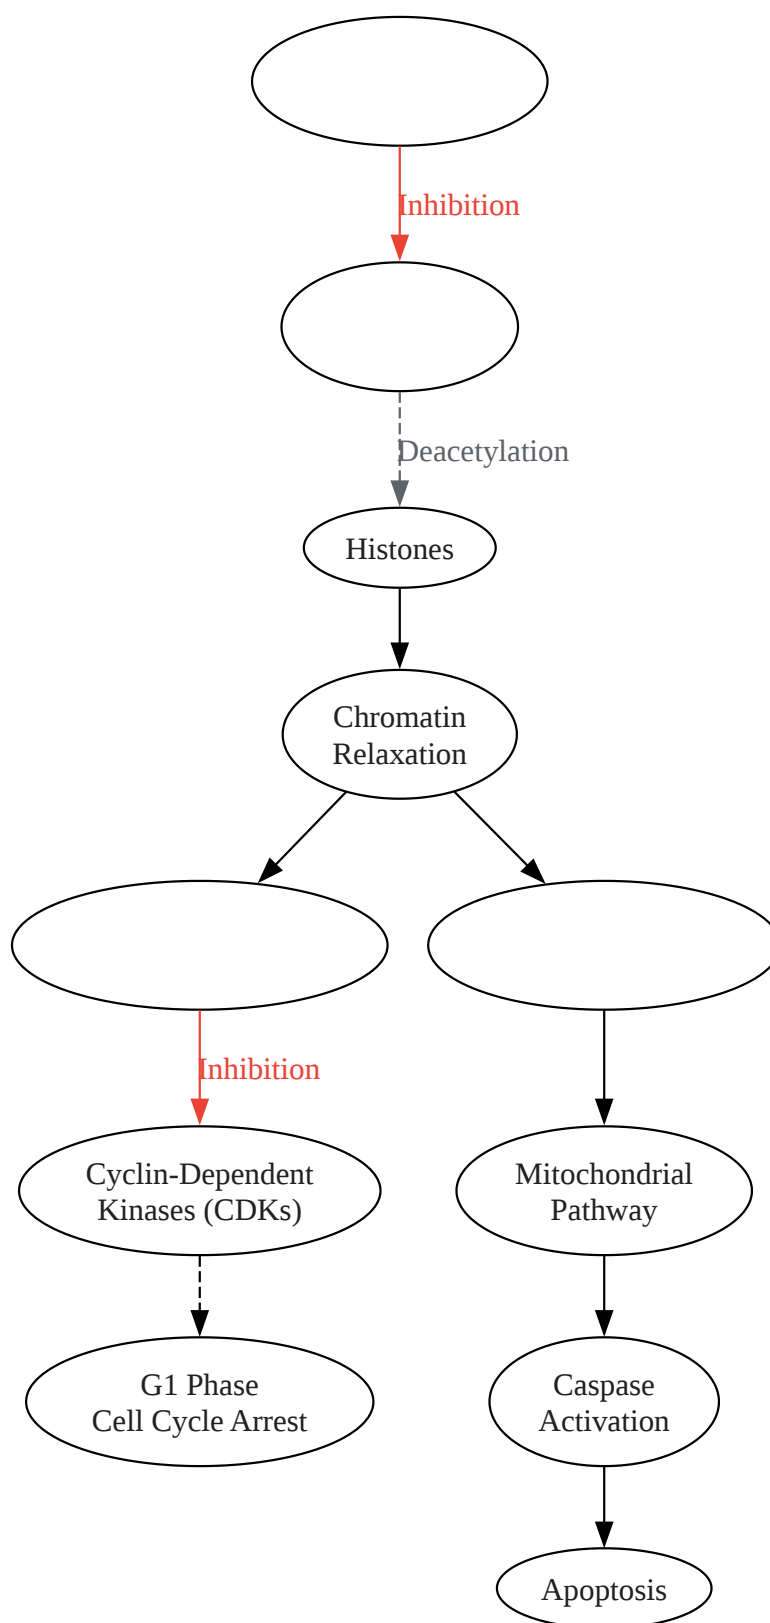 Inhibition
Deacetylation
Histones
Chromatin
Relaxation
Inhibition
Cyclin-Dependent
Kinases (CDKs)
Mitochondrial
Pathway
G1 Phase
Cell Cycle Arrest
Caspase
Activation
Apoptosis